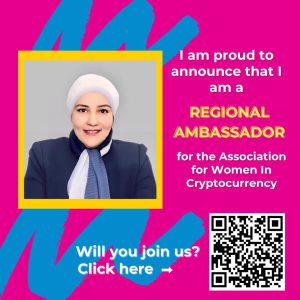 I am proud to
announce that I
am a
REGIONAL
AMBASSADOR
for the Association
for Women In
Cryptocurrency
Will you join us?
Click here →